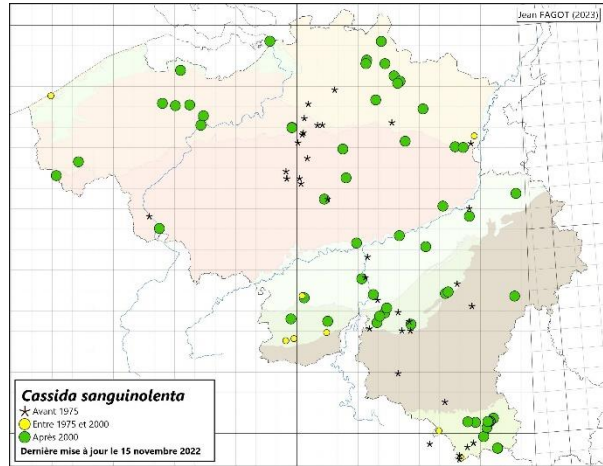 Jean FAGOT (2023)
Cassida sanguinolenta
Avant 1975
Entre 1975 et 2000
Après 2000
Dernière mise à jour le 15 novembre 2022